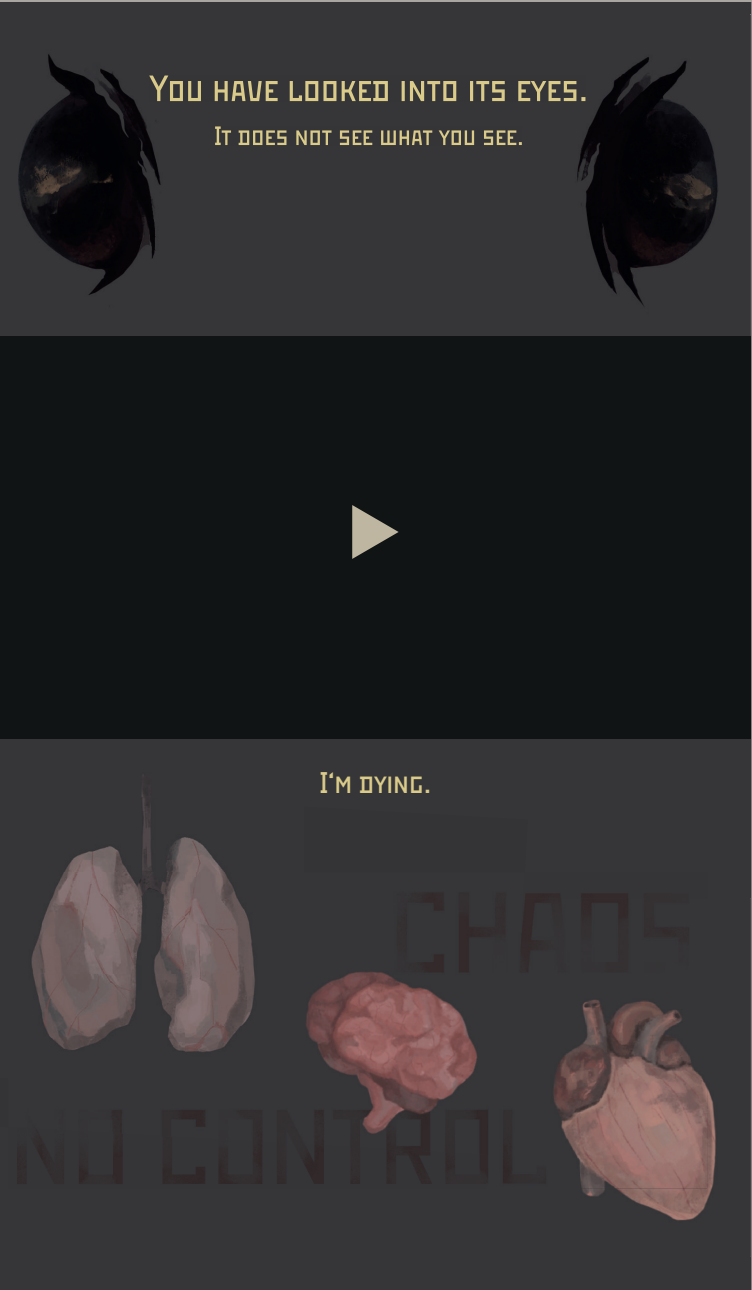 You have looked into its eyes.
It does not see what you see.
I'm dying.
CHAOS
NO CONTROL